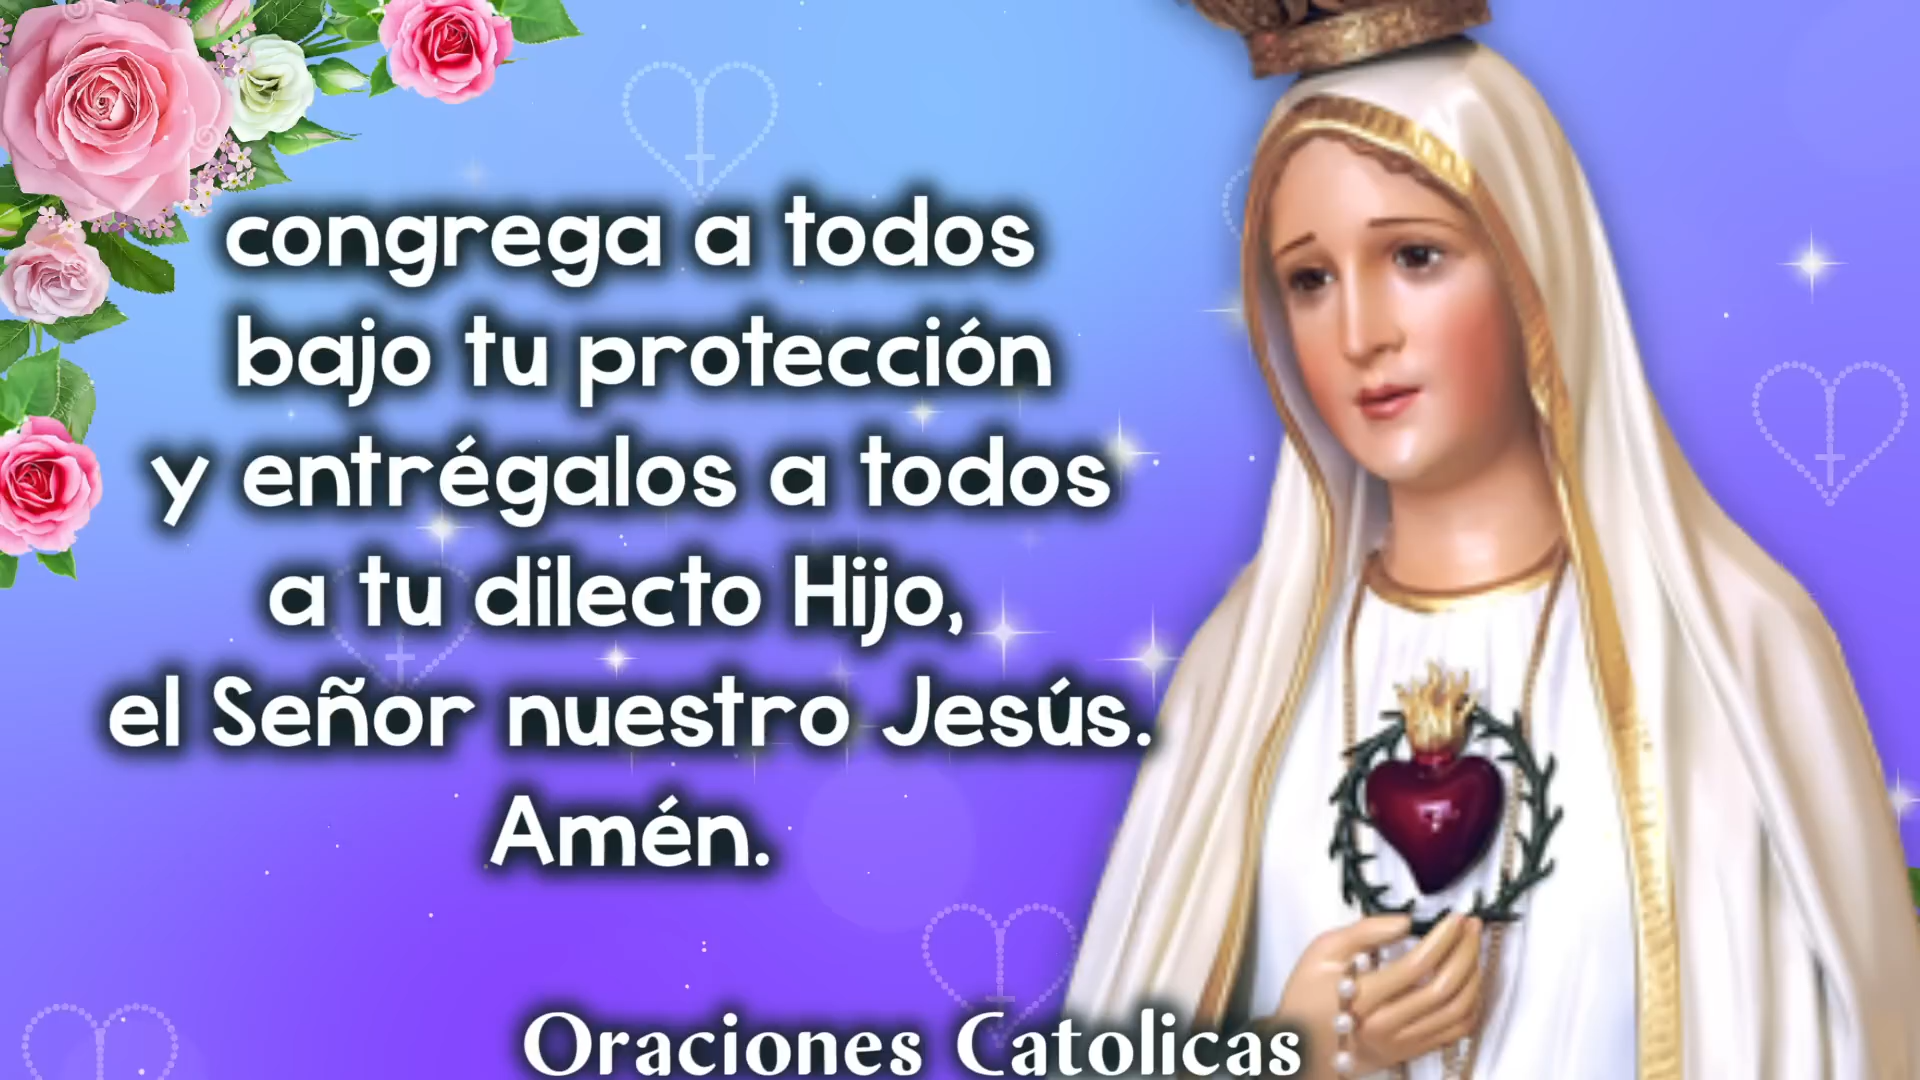 congrega a todos
bajo tu protección
y entrégalos a todos
a tu dilecto Hijo,
el Señor nuestro Jesús.
Amén.
Oraciones Catolicas